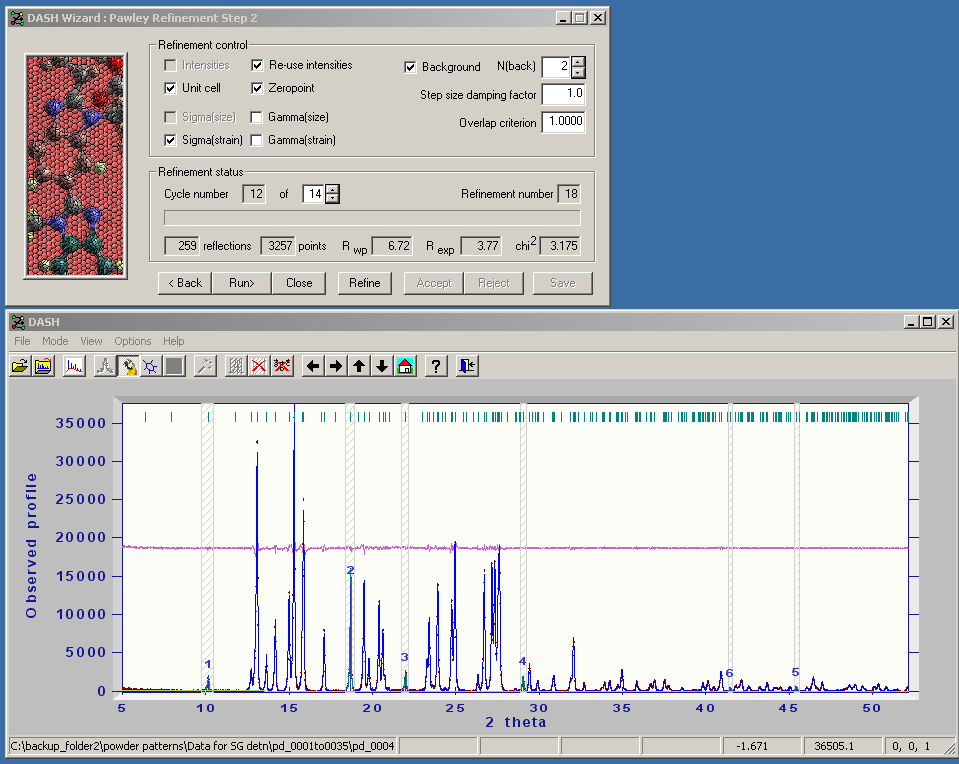 DASH Wizard : Pawley Refinement Step 2
Refinement control
Intensities Re-use intensities Background N(back) 2
Unit cell Zeropoint Step size damping factor 1.0
Sigma(size) Gamma(size) Overlap criterion 1.0000
Sigma(strain) Gamma(strain)
Refinement status
Cycle number 12 of 14 Refinement number 18
259 reflections 3257 points R wp 6.72 R exp 3.77 chi2 3.175
< Back Run> Close Refine Accept Reject Save
DASH
File Mode View Options Help
?
Observed profile
35000
30000
25000
20000
15000
10000
5000
0
1 2 3 4 6 5
5 10 15 20 25 30 35 40 45 50
2 theta
C:\backup_folder2\powder patterns\Data for SG detn\pd_0001to0035\pd_0004 -1.671 36505.1 0, 0, 1